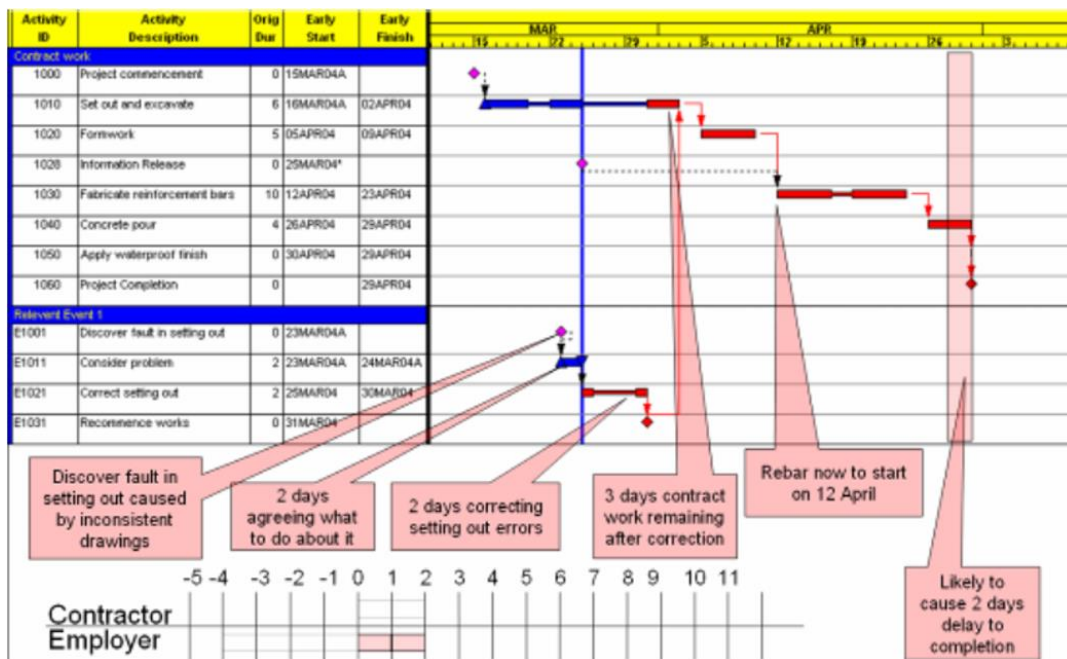 Activity ID Activity Description Orig Dur Early Start Early Finish
MAR APR
15 22 29 5 12 19 26 3
Contract work
1000 Project commencement 0 15MAR04A
1010 Set out and excavate 6 16MAR04A 02APR04
1020 Formwork 5 05APR04 09APR04
1028 Information Release 0 25MAR04*
1030 Fabricate reinforcement bars 10 12APR04 23APR04
1040 Concrete pour 4 26APR04 29APR04
1050 Apply waterproof finish 0 30APR04 29APR04
1060 Project Completion 0 29APR04
Relevent Event 1
E1001 Discover fault in setting out 0 23MAR04A
E1011 Consider problem 2 23MAR04A 24MAR04A
E1021 Correct setting out 2 25MAR04 30MAR04
E1031 Recommence works 0 31MAR04
Discover fault in
setting out caused
by inconsistent
drawings
2 days
agreeing what
to do about it
2 days correcting
setting out errors
3 days contract
work remaining
after correction
Rebar now to start
on 12 April
Likely to
cause 2 days
delay to
completion
-5 -4 -3 -2 -1 0 1 2 3 4 5 6 7 8 9 10 11
Contractor
Employer